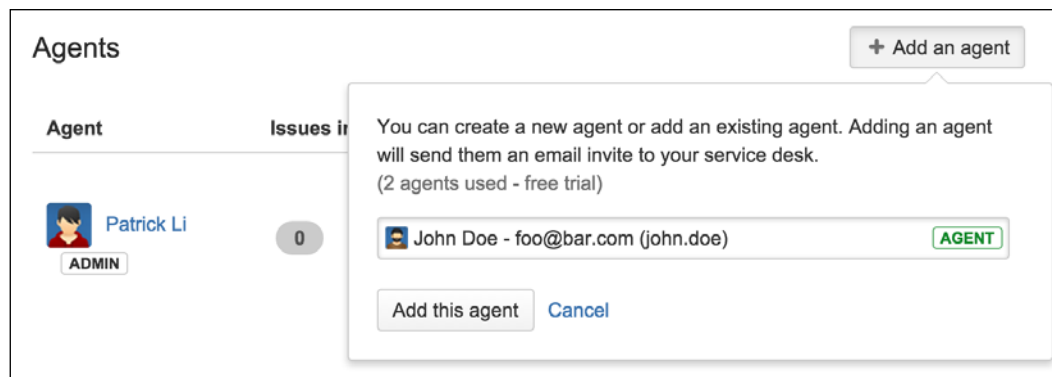 Agents
+ Add an agent
Agent
Issues in
You can create a new agent or add an existing agent. Adding an agent
will send them an email invite to your service desk.
(2 agents used - free trial)
Patrick Li
0
ADMIN
John Doe - foo@bar.com (john.doe)
AGENT
Add this agent
Cancel